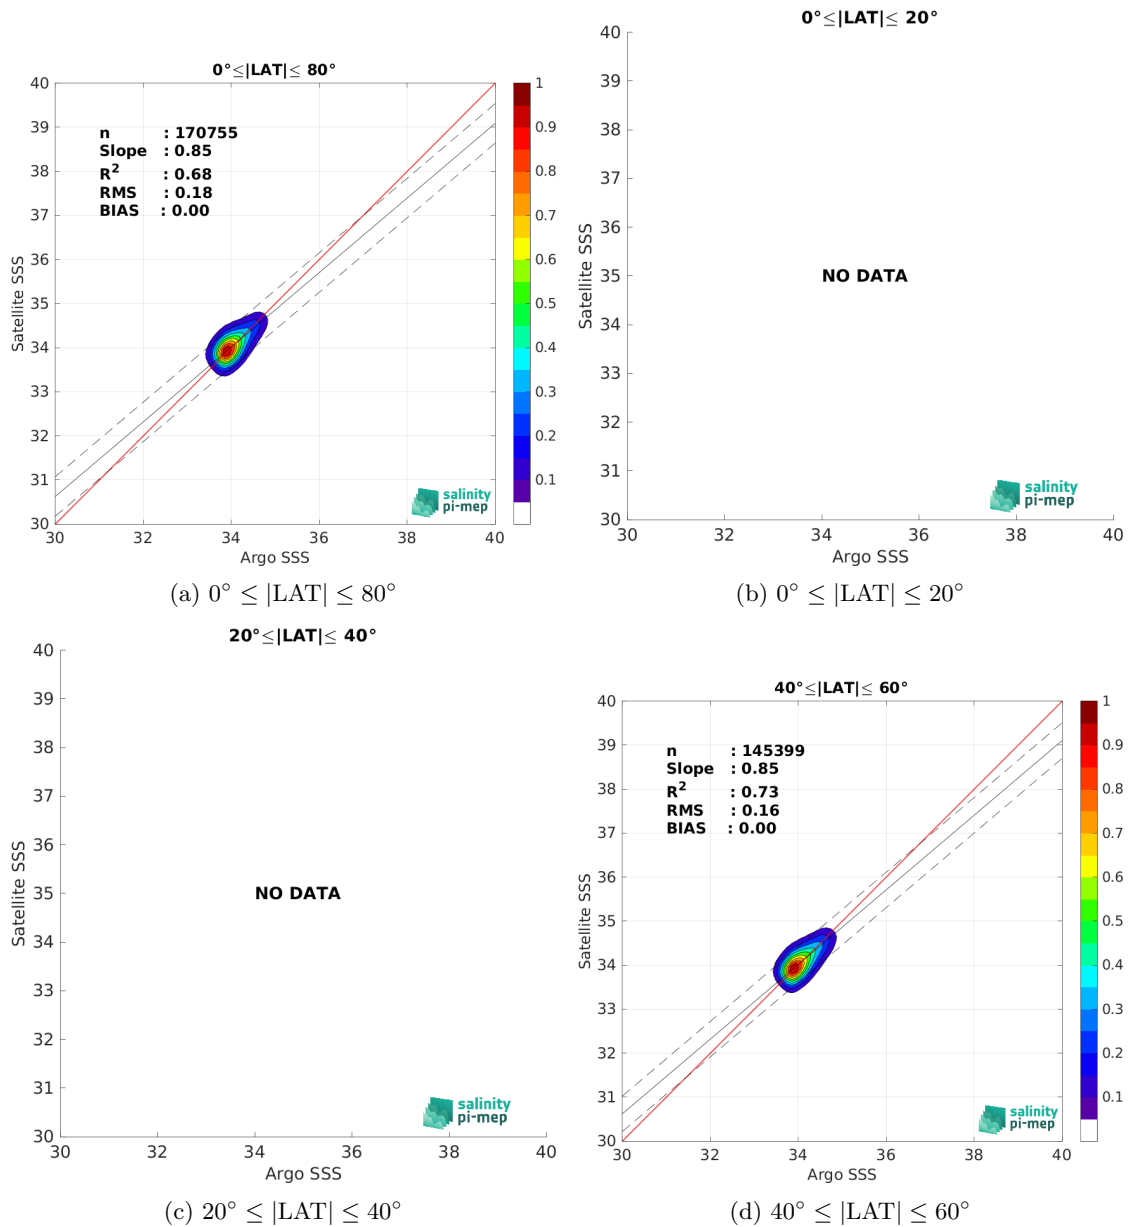 0°≤|LAT|≤ 80°
n : 170755
Slope : 0.85
R² : 0.68
RMS : 0.18
BIAS : 0.00
Satellite SSS
40
39
38
37
36
35
34
33
32
31
30
30 32 34 36 38 40
Argo SSS
1
0.9
0.8
0.7
0.6
0.5
0.4
0.3
0.2
0.1
salinity
pi-mep
(a) 0° ≤ |LAT| ≤ 80°
0°≤|LAT|≤ 20°
Satellite SSS
40
39
38
37
36
35
34
33
32
31
30
NO DATA
salinity
pi-mep
30 32 34 36 38 40
Argo SSS
(b) 0° ≤ |LAT| ≤ 20°
20°≤|LAT|≤ 40°
Satellite SSS
40
39
38
37
36
35
34
33
32
31
30
NO DATA
salinity
pi-mep
30 32 34 36 38 40
Argo SSS
(c) 20° ≤ |LAT| ≤ 40°
40°≤|LAT|≤ 60°
n : 145399
Slope : 0.85
R² : 0.73
RMS : 0.16
BIAS : 0.00
Satellite SSS
40
39
38
37
36
35
34
33
32
31
30
30 32 34 36 38 40
Argo SSS
1
0.9
0.8
0.7
0.6
0.5
0.4
0.3
0.2
0.1
salinity
pi-mep
(d) 40° ≤ |LAT| ≤ 60°